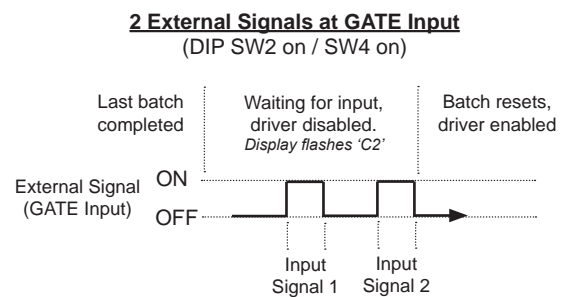 2 External Signals at GATE Input
(DIP SW2 on / SW4 on)
Last batch
completed
Waiting for input,
driver disabled.
Display flashes ‘C2’
Batch resets,
driver enabled
External Signal
(GATE Input)
ON
OFF
Input
Signal 1
Input
Signal 2